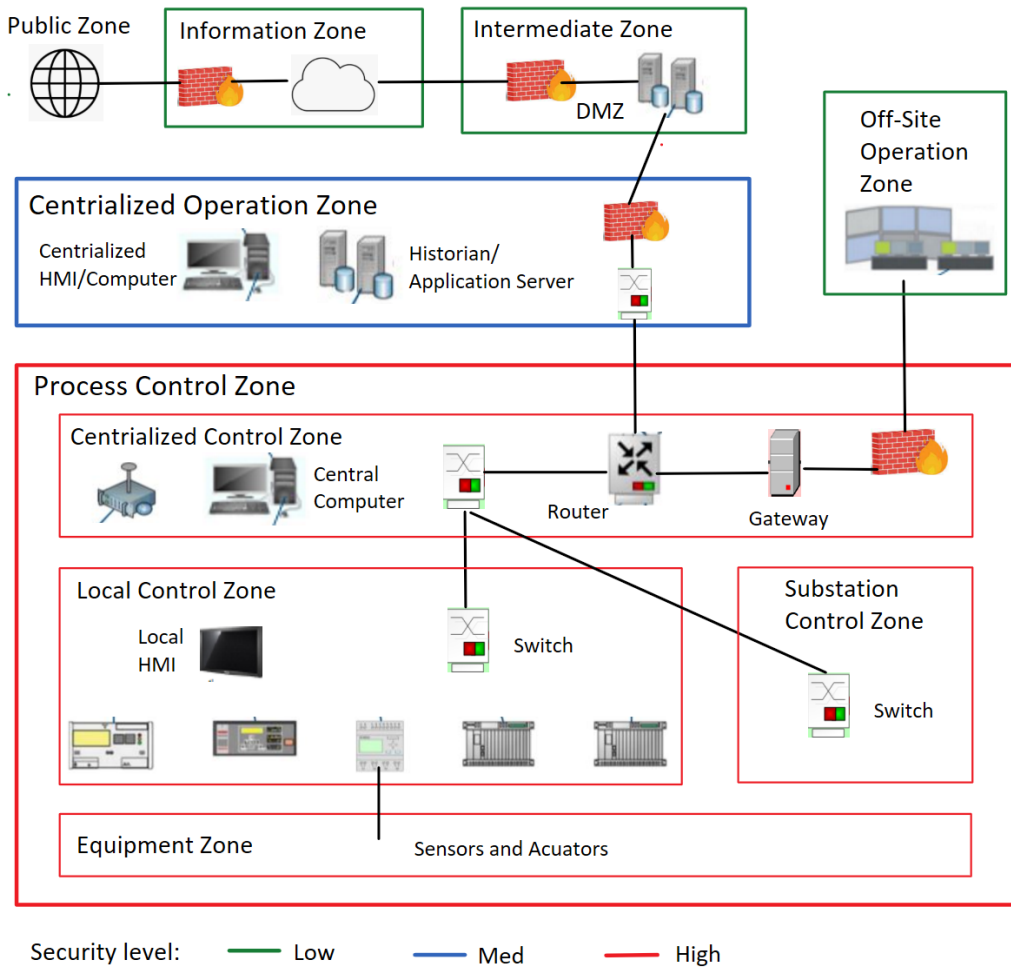 Public Zone
Information Zone
Intermediate Zone
DMZ
Off-Site
Operation
Zone
Centrialized Operation Zone
Centrialized
HMI/Computer
Historian/
Application Server
Process Control Zone
Centrialized Control Zone
Central
Computer
Router
Gateway
Local Control Zone
Local
HMI
Switch
Substation
Control Zone
Switch
Equipment Zone
Sensors and Acuators
Security level:
Low
Med
High